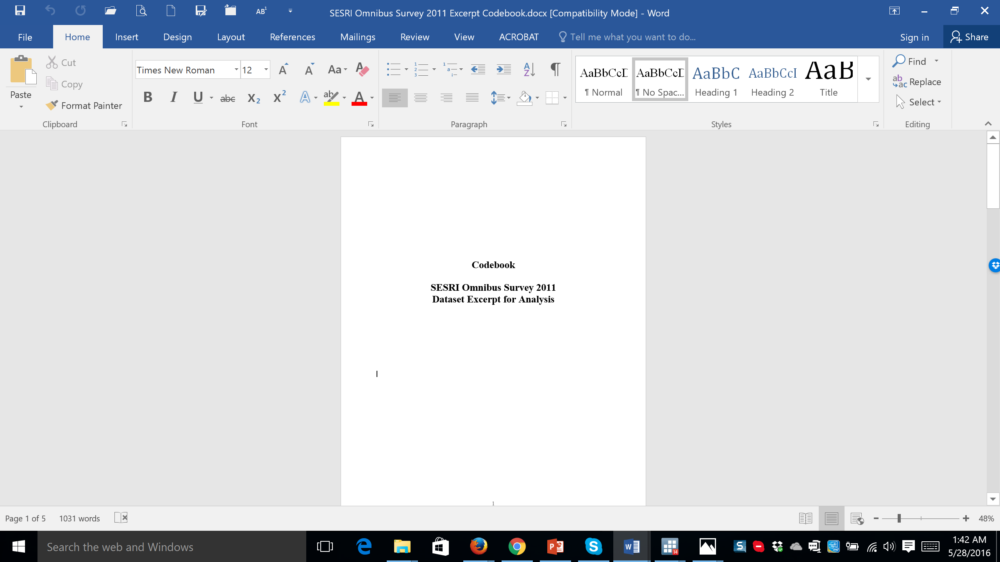 SESRI Omnibus Survey 2011 Excerpt Codebook.docx [Compatibility Mode] - Word
File Home Insert Design Layout References Mailings Review View ACROBAT Tell me what you want to do... Sign in Share
Paste
Cut
Copy
Format Painter
Clipboard
Times New Roman 12
Font
Paragraph
AaBbCcD AaBbCcD AaBbC AaBbCcI AaB
¶ Normal ¶ No Spac... Heading 1 Heading 2 Title
Styles
Find
Replace
Select
Editing
Codebook
SESRI Omnibus Survey 2011
Dataset Excerpt for Analysis
1
Page 1 of 5 1031 words 48%
Search the web and Windows
1:42 AM
5/28/2016